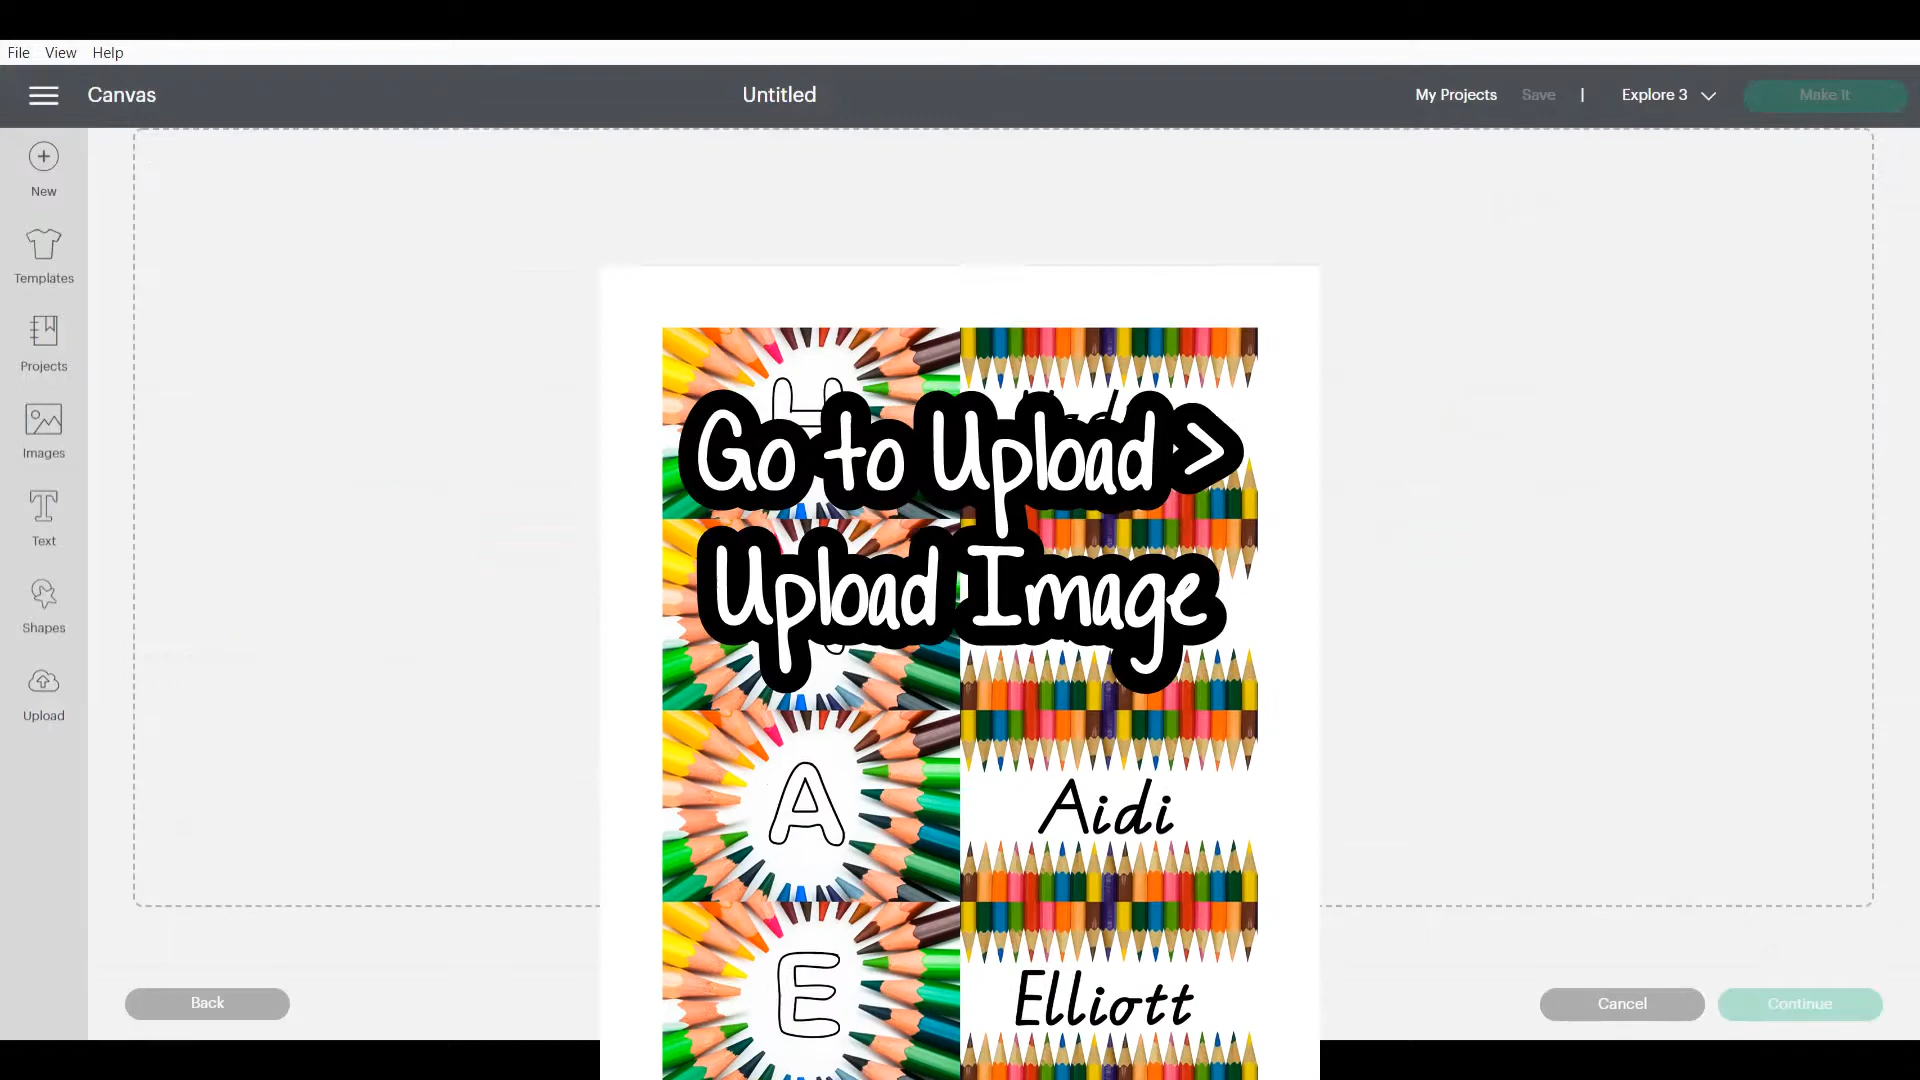 File View Help
Canvas Untitled My Projects Save | Explore 3 Make It
New
Templates
Projects
Images
Text
Shapes
Upload
Go to Upload >
Upload Image
A Aidi
E Elliott
Back Cancel Continue